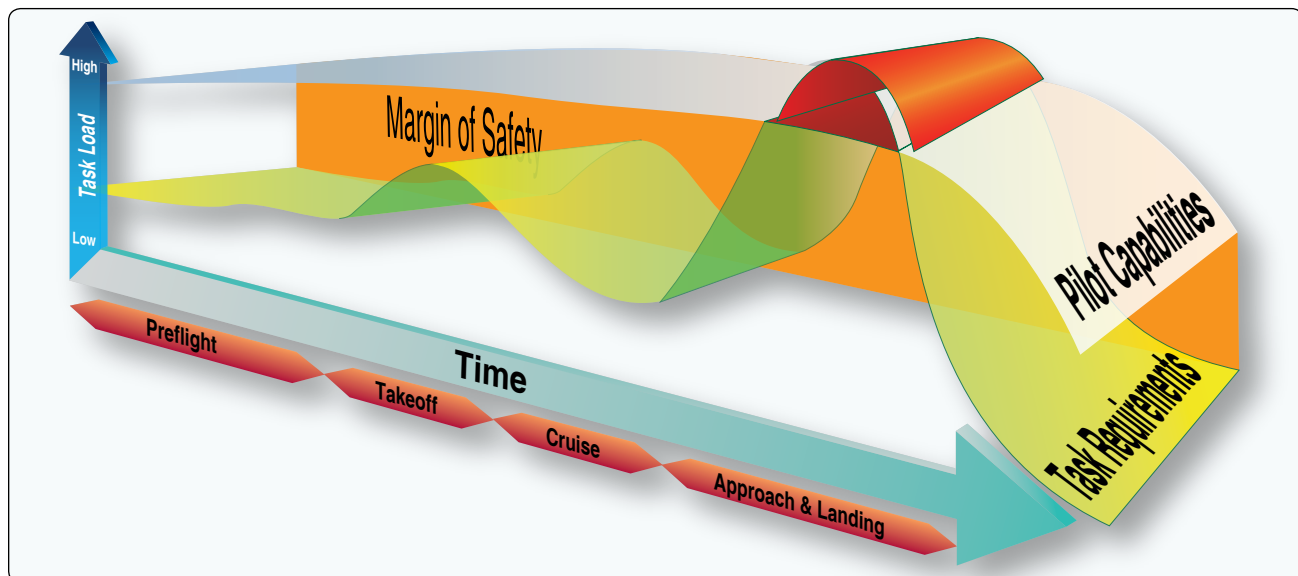 High
Task Load
Low
Margin of Safety
Pilot Capabilities
Task Requirements
Time
Preflight
Takeoff
Cruise
Approach & Landing